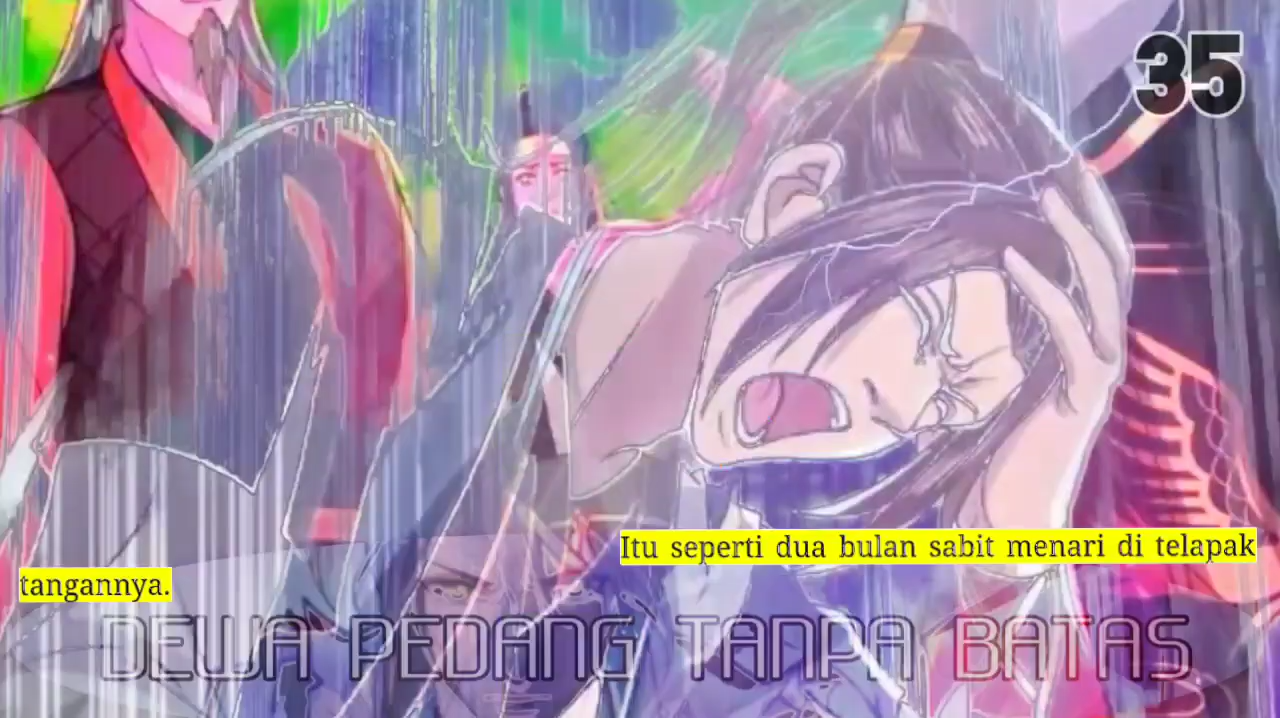 35
Itu seperti dua bulan sabit menari di telapak
tangannya.
DEWA PEDANG TANPA BATAS